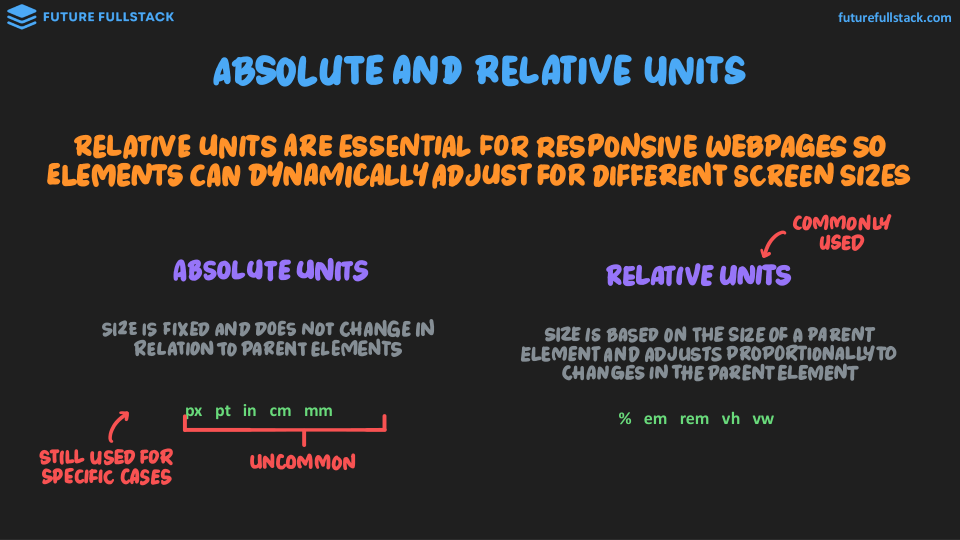 FUTURE FULLSTACK
futurefullstack.com
ABSOLUTE AND RELATIVE UNITS
RELATIVE UNITS ARE ESSENTIAL FOR RESPONSIVE WEBPAGES SO
ELEMENTS CAN DYNAMICALLY ADJUST FOR DIFFERENT SCREEN SIZES
COMMONLY
USED
ABSOLUTE UNITS
RELATIVE UNITS
SIZE IS FIXED AND DOES NOT CHANGE IN
RELATION TO PARENT ELEMENTS
SIZE IS BASED ON THE SIZE OF A PARENT
ELEMENT AND ADJUSTS PROPORTIONALLY TO
CHANGES IN THE PARENT ELEMENT
px pt in cm mm
% em rem vh vw
STILL USED FOR
SPECIFIC CASES
UNCOMMON